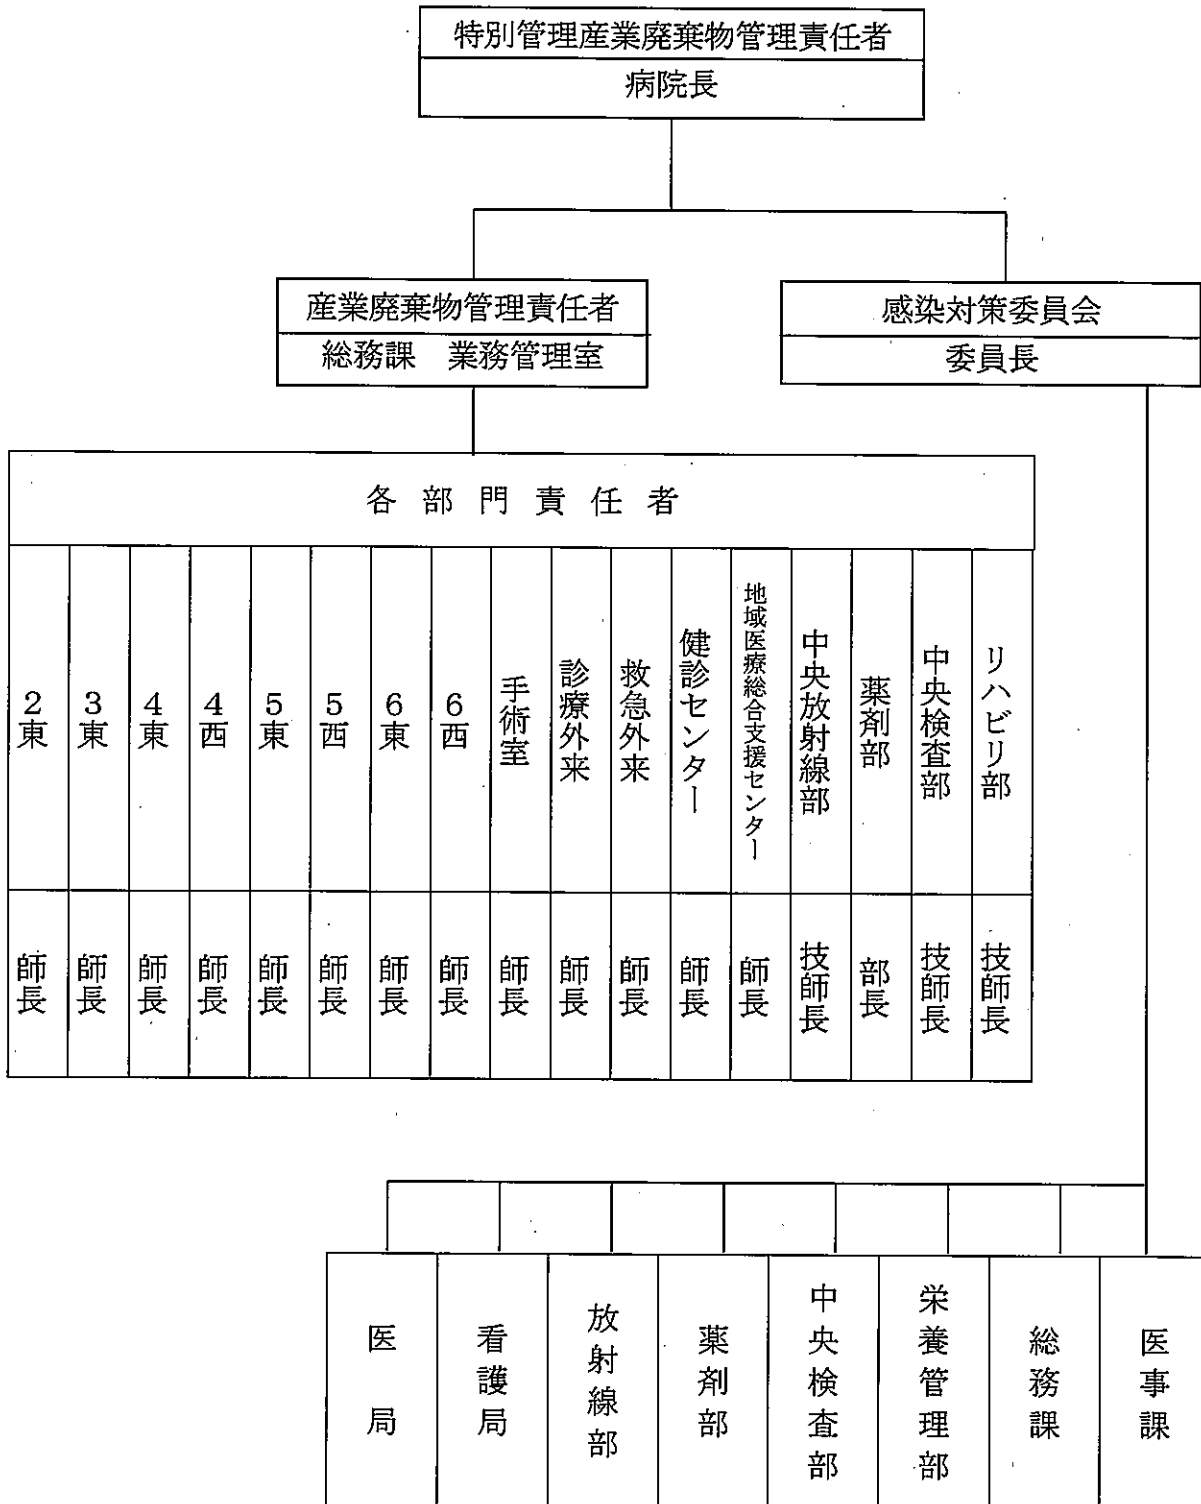 特別管理産業廃棄物管理責任者
病院長
産業廃棄物管理責任者
総務課　業務管理室
感染対策委員会
委員長
各部門責任者
2東
3東
4東
4西
5東
5西
6東
6西
手術室
診療外来
救急外来
健診センター
地域医療総合支援センター
中央放射線部
薬剤部
中央検査部
リハビリ部
師長
師長
師長
師長
師長
師長
師長
師長
師長
師長
師長
師長
師長
技師長
部長
技師長
技師長
医局
看護局
放射線部
薬剤部
中央検査部
栄養管理部
総務課
医事課